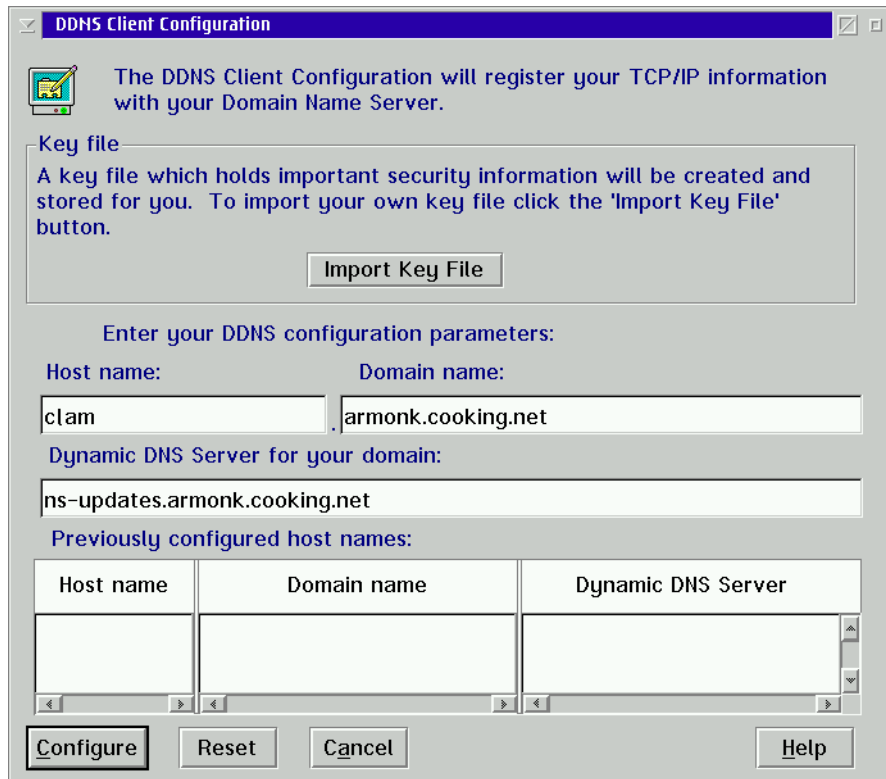 DDNS Client Configuration
The DDNS Client Configuration will register your TCP/IP information
with your Domain Name Server.
Key file
A key file which holds important security information will be created and
stored for you. To import your own key file click the 'Import Key File'
button.
Import Key File
Enter your DDNS configuration parameters:
Host name: Domain name:
clam . armonk.cooking.net
Dynamic DNS Server for your domain:
ns-updates.armonk.cooking.net
Previously configured host names:
Host name Domain name Dynamic DNS Server
Configure Reset Cancel Help